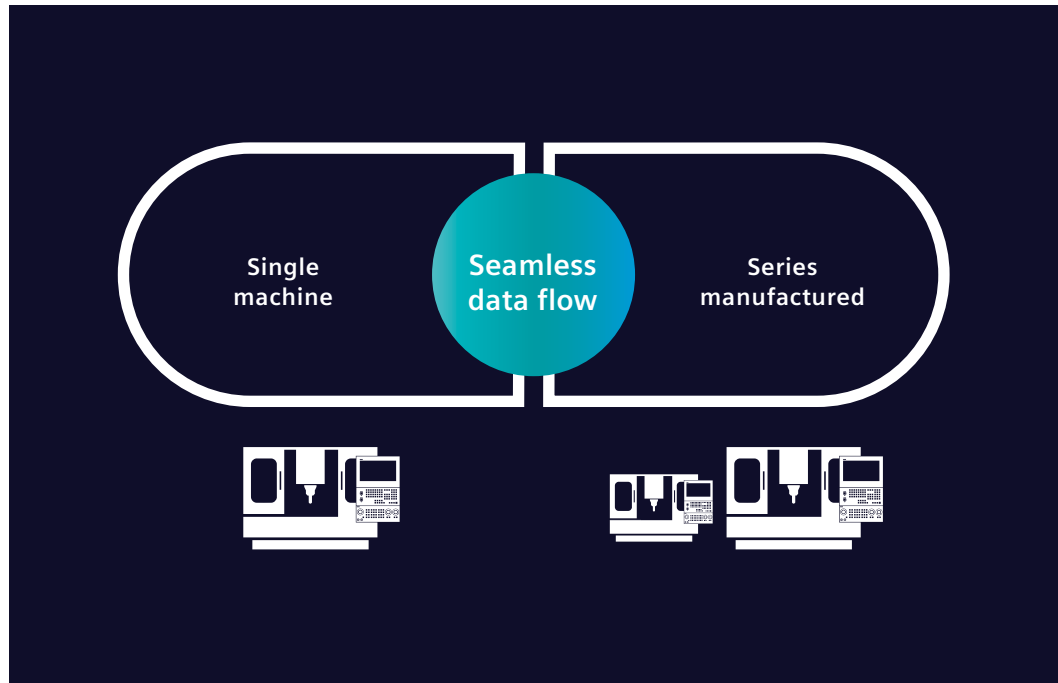 Single
machine
Seamless
data flow
Series
manufactured